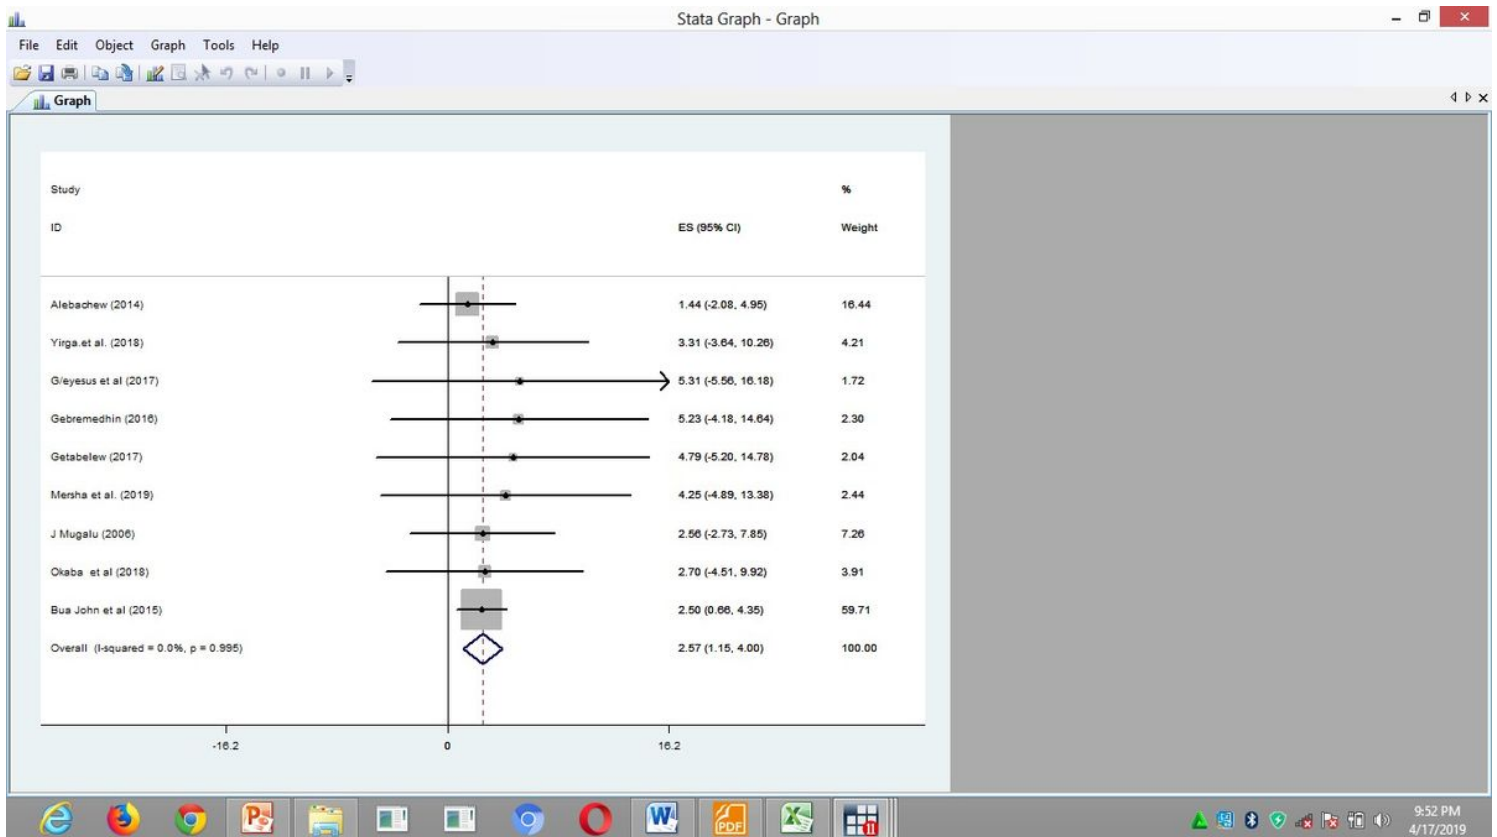 Stata Graph - Graph
File Edit Object Graph Tools Help
Graph
Study %
ID ES (95% CI) Weight
Alebachew (2014) 1.44 (-2.08, 4.95) 16.44
Yirga.et al. (2018) 3.31 (-3.64, 10.26) 4.21
G/eyesus et al (2017) 5.31 (-5.56, 16.18) 1.72
Gebremedhin (2016) 5.23 (-4.18, 14.64) 2.30
Getabelew (2017) 4.79 (-5.20, 14.78) 2.04
Mersha et al. (2019) 4.25 (-4.89, 13.38) 2.44
J Mugalu (2006) 2.56 (-2.73, 7.85) 7.26
Okaba et al (2018) 2.70 (-4.51, 9.92) 3.91
Bua John et al (2015) 2.50 (0.66, 4.35) 59.71
Overall (I-squared = 0.0%, p = 0.995) 2.57 (1.15, 4.00) 100.00
-16.2 0 16.2
PDF
9:52 PM
4/17/2019